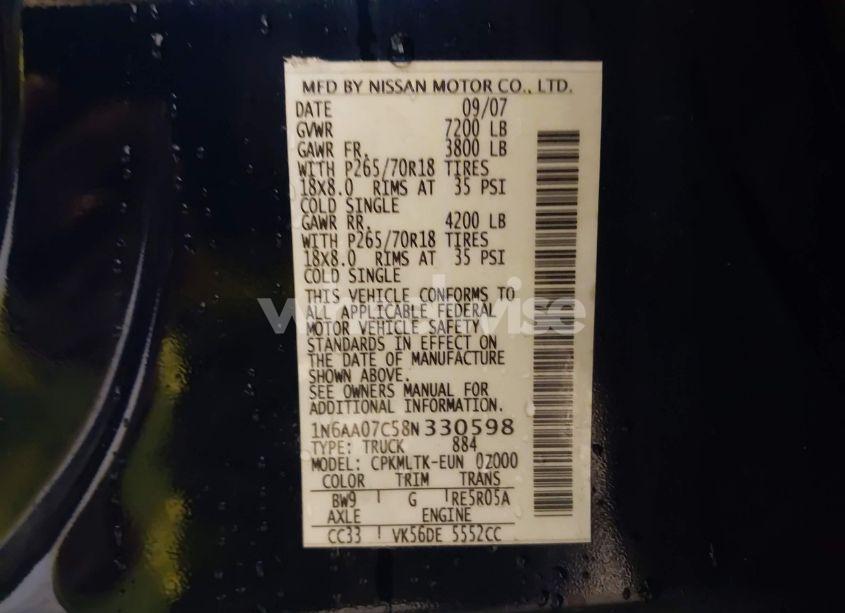 MFD BY NISSAN MOTOR CO., LTD.
DATE 09/07
GVWR 7200 LB
GAWR FR. 3800 LB
WITH P265/70R18 TIRES
18X8.0 RIMS AT 35 PSI
COLD SINGLE
GAWR RR. 4200 LB
WITH P265/70R18 TIRES
18X8.0 RIMS AT 35 PSI
COLD SINGLE
THIS VEHICLE CONFORMS TO
ALL APPLICABLE FEDERAL
MOTOR VEHICLE SAFETY
STANDARDS IN EFFECT ON
THE DATE OF MANUFACTURE
SHOWN ABOVE.
SEE OWNERS MANUAL FOR
ADDITIONAL INFORMATION.
1N6AA07C58N330598
TYPE: TRUCK 884
MODEL: CPKMLTK-EUN 0Z000
COLOR TRIM TRANS
BW9 G RE5R05A
AXLE ENGINE
CC33 VK56DE 5552CC